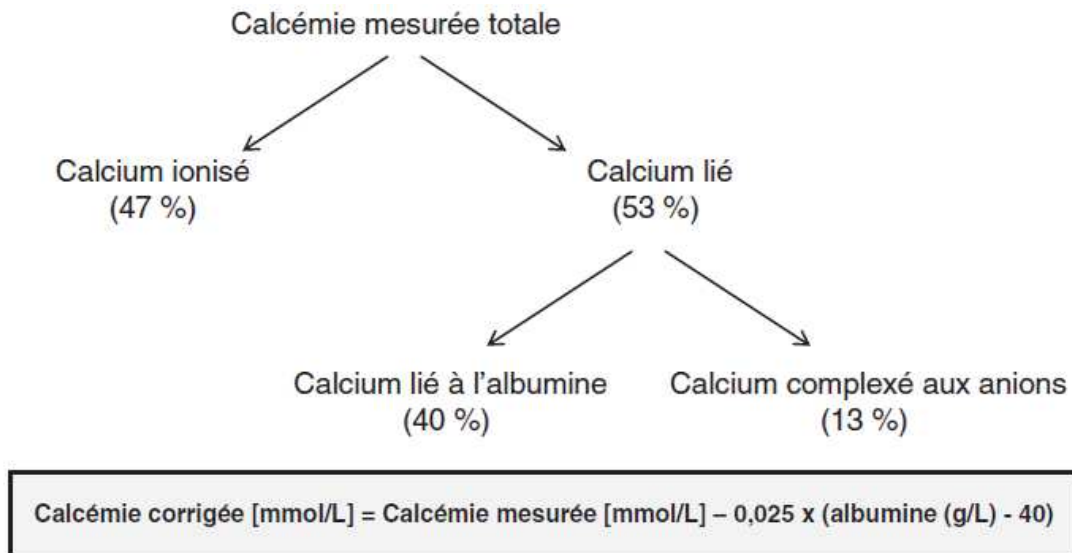 Calcémie mesurée totale
Calcium ionisé
(47 %)
Calcium lié
(53 %)
Calcium lié à l'albumine
(40 %)
Calcium complexé aux anions
(13 %)
Calcémie corrigée [mmol/L] = Calcémie mesurée [mmol/L] – 0,025 x (albumine (g/L) - 40)